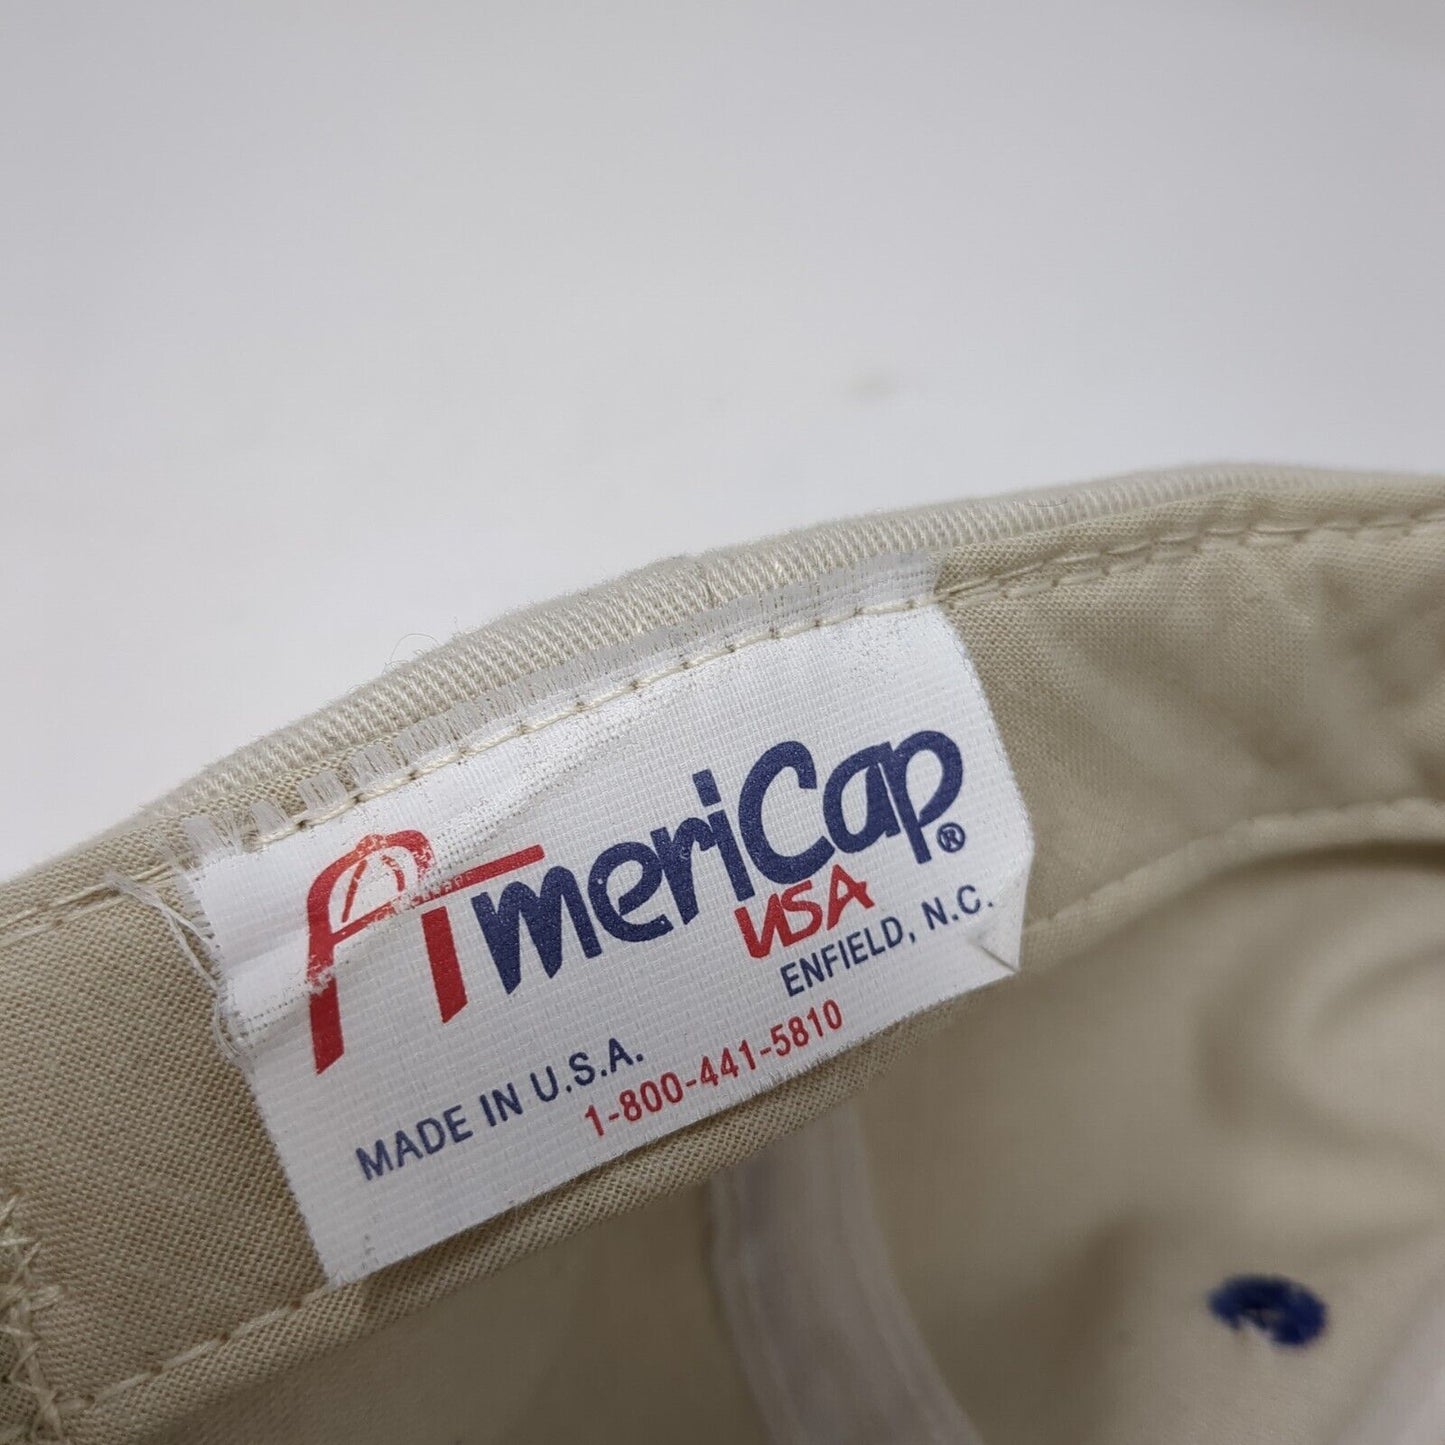 AmeriCap®
USA
ENFIELD, N.C.
MADE IN U.S.A.
1-800-441-5810